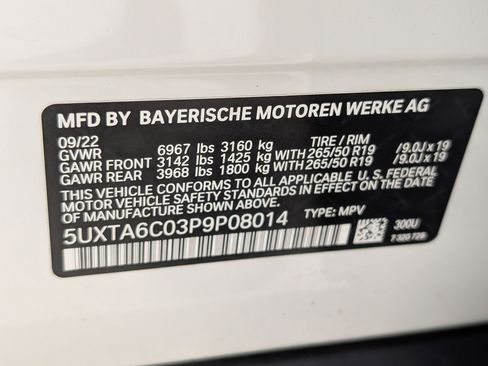 MFD BY BAYERISCHE MOTOREN WERKE AG
09/22 TIRE / RIM
GVWR 6967 lbs 3160 kg
GAWR FRONT 3142 lbs 1425 kg WITH 265/50 R19 /9.0J x 19
GAWR REAR 3968 lbs 1800 kg WITH 265/50 R19 /9.0J x 19
THIS VEHICLE CONFORMS TO ALL APPLICABLE U. S. FEDERAL
MOTOR VEHICLE SAFETY STANDARDS IN EFFECT ON THE
DATE OF MANUFACTURE SHOWN ABOVE.
5UXTA6C03P9P08014 TYPE: MPV 300U
7 320 726